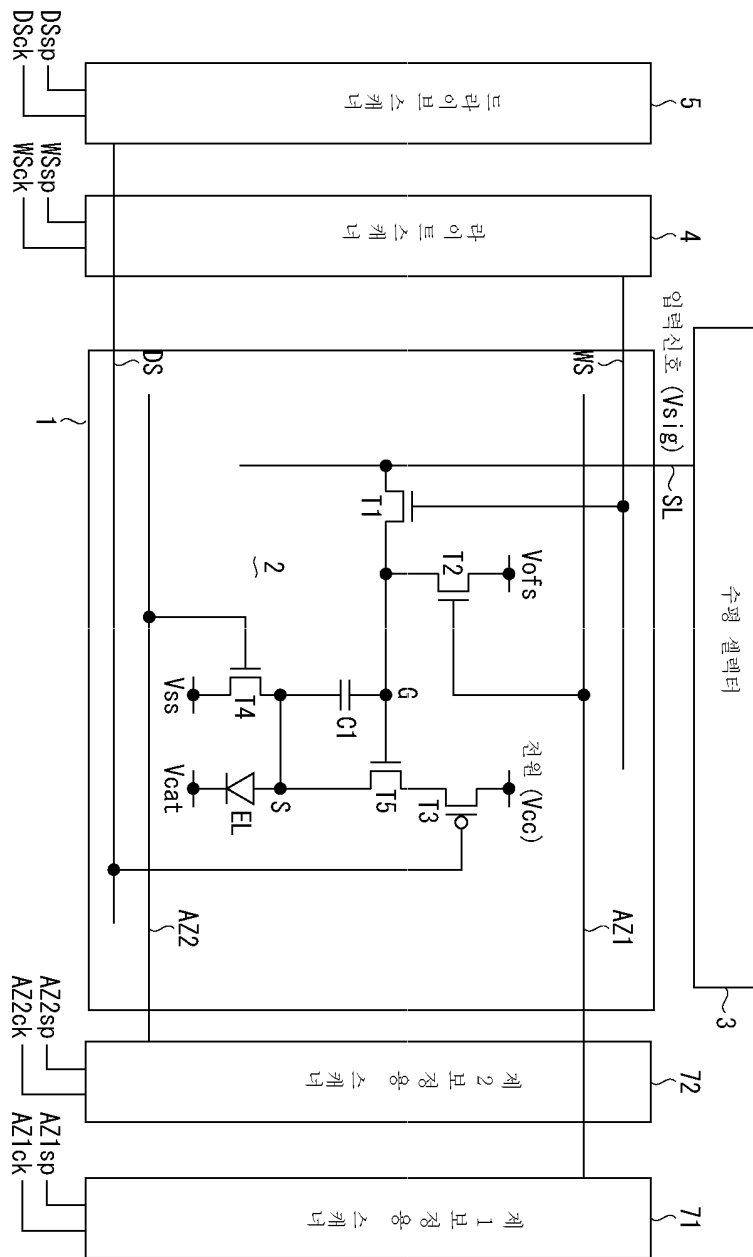 수평 셀렉터
3
5
4
입력신호 (Vsig)
SL
72
71
WS
AZ1
Vofs
전원 (Vcc)
드라이브스캐너
라이트스캐너
제2보정용 스캐너
제1보정용 스캐너
T2
T3
G
T1
T5
C1
2
S
T4
EL
Vss
Vcat
DS
AZ2
1
DSsp
DSck
WSsp
WSck
AZ2sp
AZ2ck
AZ1sp
AZ1ck